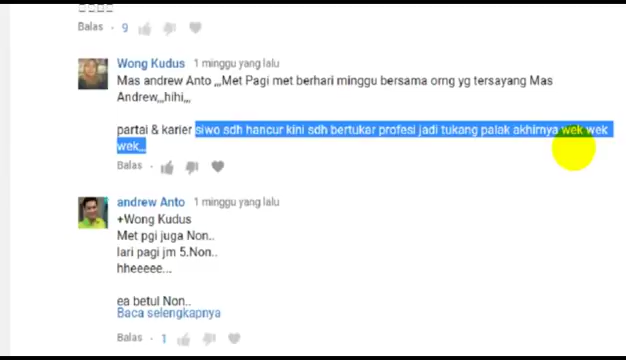 Balas · 9
Wong Kudus 1 minggu yang lalu
Mas andrew Anto ,,,Met Pagi met berhari minggu bersama orng yg tersayang Mas
Andrew,,,hihi,,,
partai & karier siwo sdh hancur kini sdh bertukar profesi jadi tukang palak akhirnya wek wek
wek,,,
Balas ·
andrew Anto 1 minggu yang lalu
+Wong Kudus
Met pgi juga Non..
lari pagi jm 5.Non..
hheeeee...
ea betul Non..
Baca selengkapnya
Balas · 1